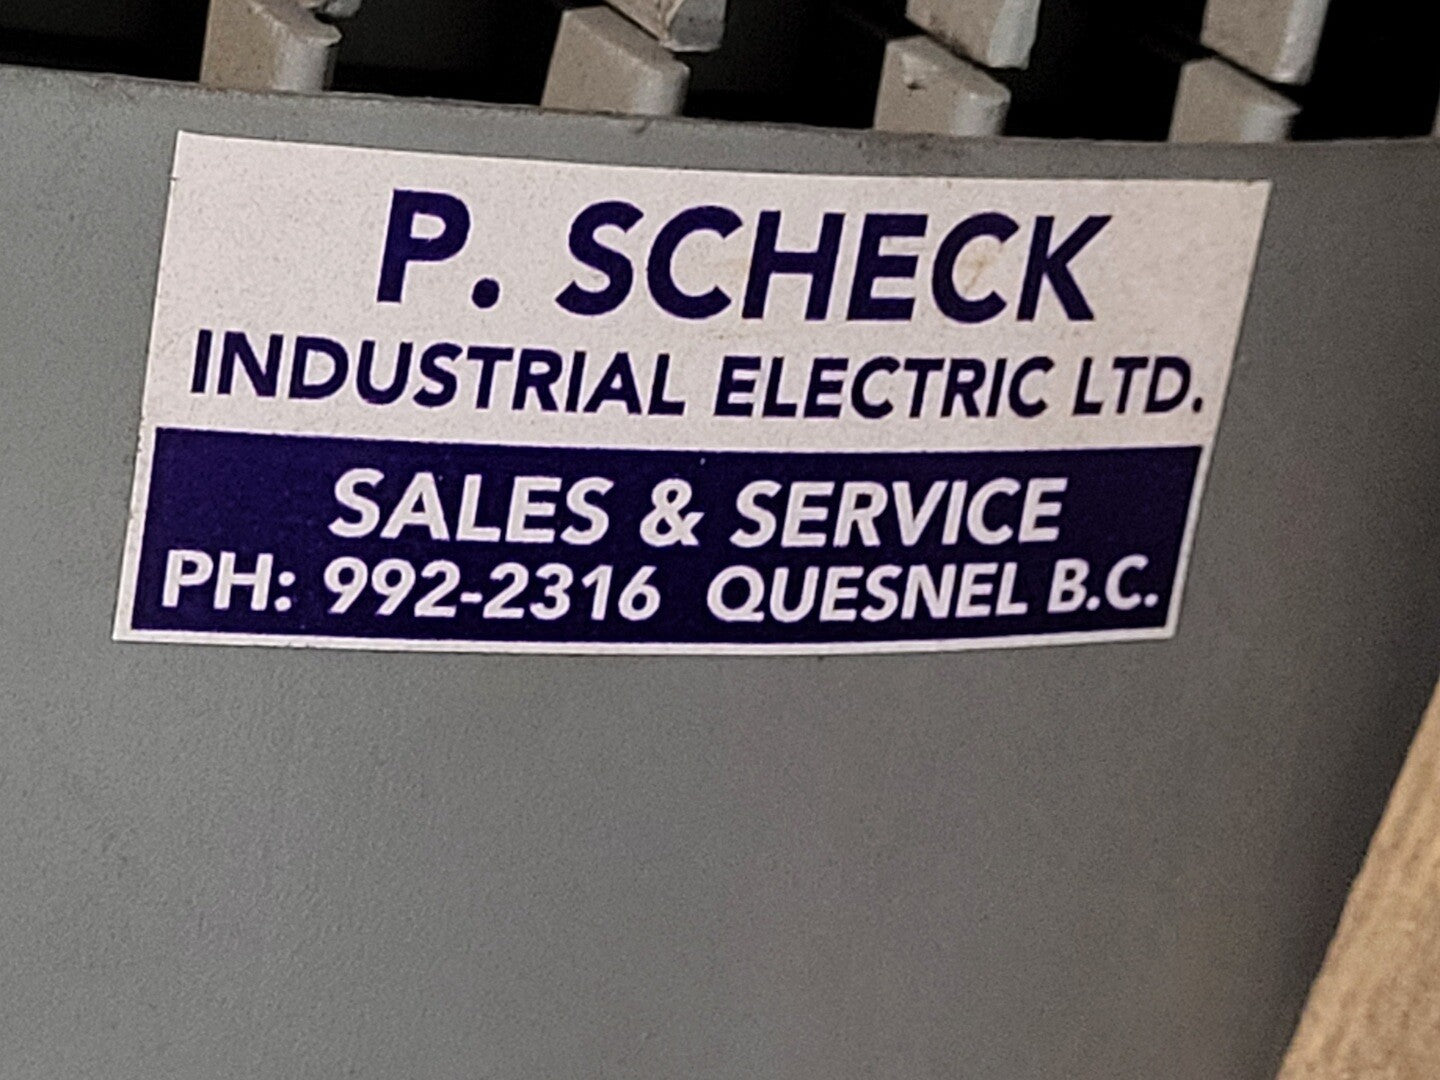 P. SCHECK
INDUSTRIAL ELECTRIC LTD.
SALES & SERVICE
PH: 992-2316 QUESNEL B.C.